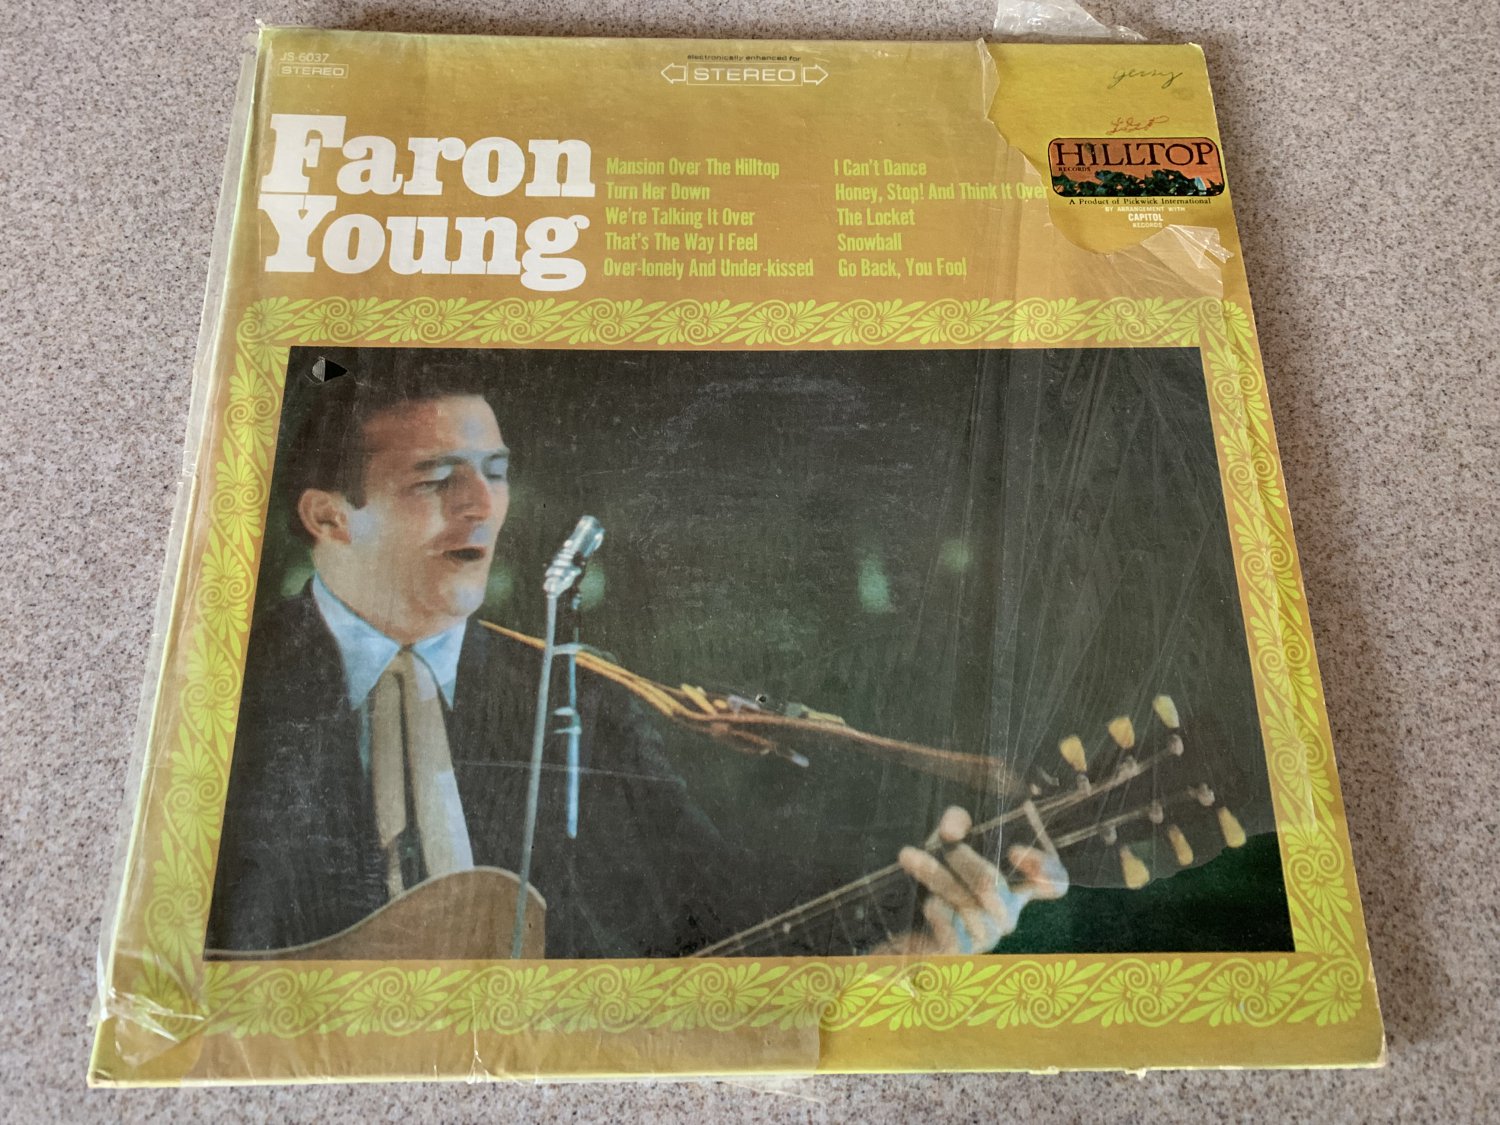 JS-6037
STEREO
electronically enhanced for
STEREO
Faron
Young
Mansion Over The Hilltop
Turn Her Down
We're Talking It Over
That's The Way I Feel
Over-lonely And Under-kissed
I Can't Dance
Honey, Stop! And Think It Over
The Locket
Snowball
Go Back, You Fool
HILLTOP
RECORDS
A Product of Pickwick International
BY ARRANGEMENT WITH
CAPITOL
RECORDS